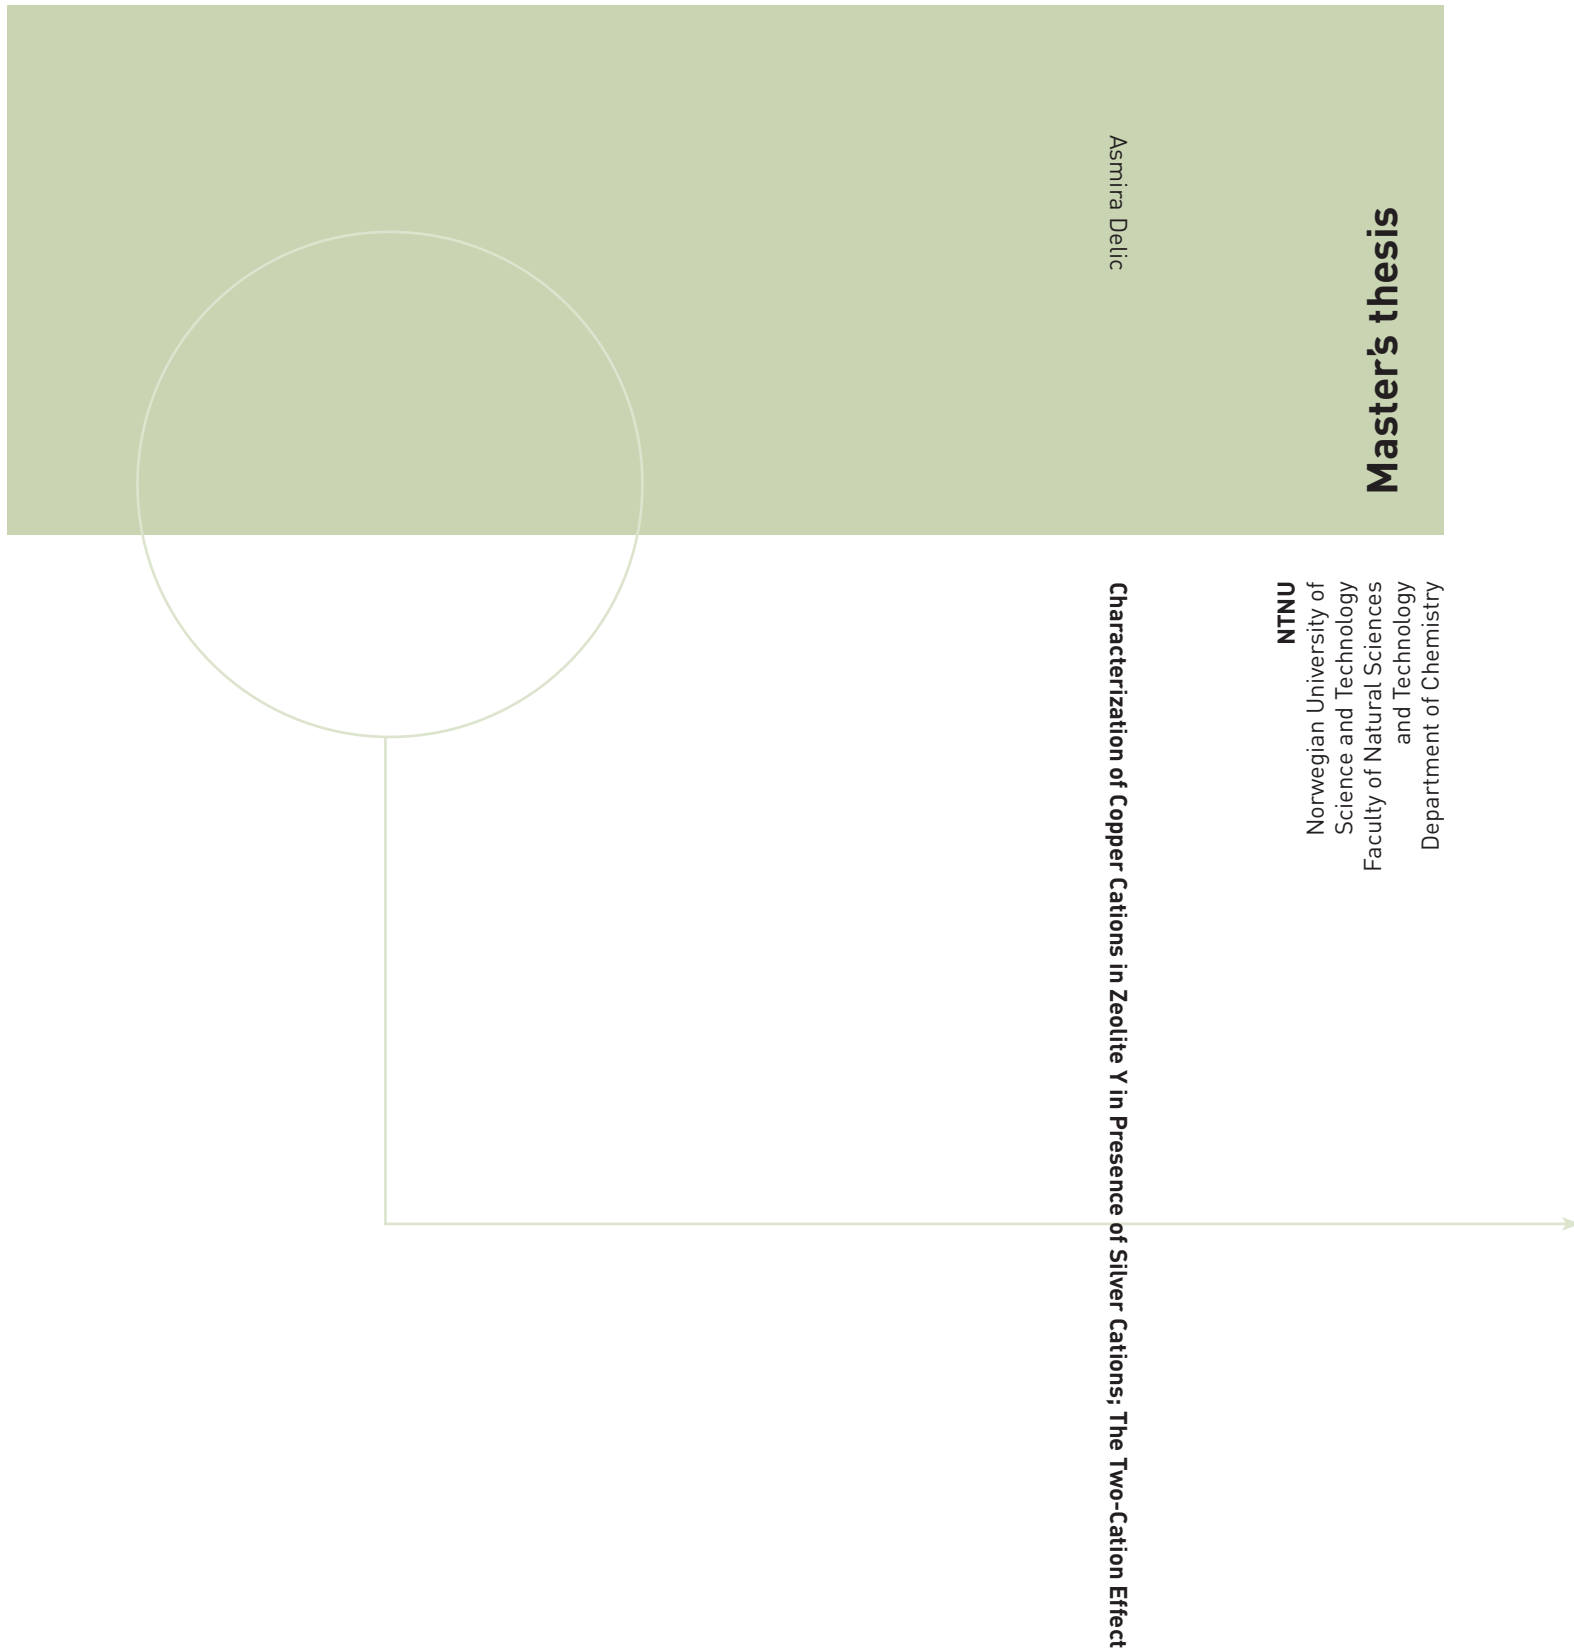 Master's thesis
NTNU
Norwegian University of
Science and Technology
Faculty of Natural Sciences
and Technology
Department of Chemistry
Asmira Delic
Characterization of Copper Cations in Zeolite Y in Presence of Silver Cations; The Two-Cation Effect